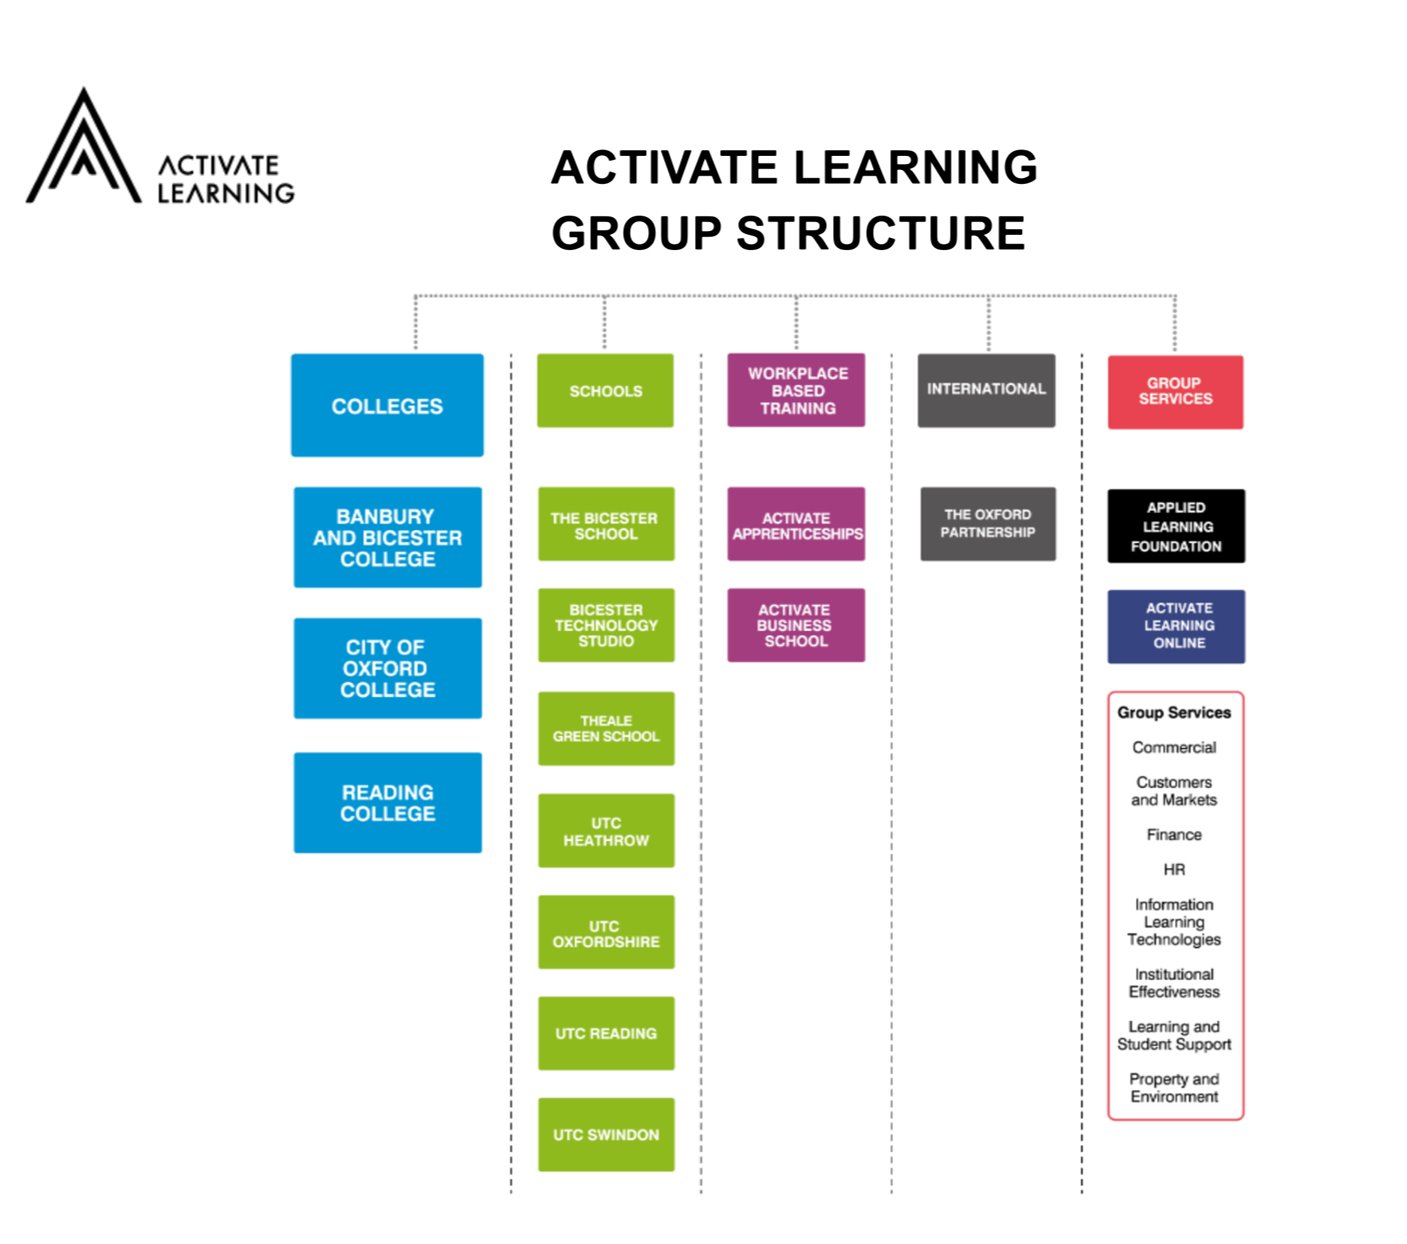 ACTIVATE
LEARNING
ACTIVATE LEARNING
GROUP STRUCTURE
COLLEGES
BANBURY
AND BICESTER
COLLEGE
CITY OF
OXFORD
COLLEGE
READING
COLLEGE
SCHOOLS
THE BICESTER
SCHOOL
BICESTER
TECHNOLOGY
STUDIO
THEALE
GREEN SCHOOL
UTC
HEATHROW
UTC
OXFORDSHIRE
UTC READING
UTC SWINDON
WORKPLACE
BASED
TRAINING
ACTIVATE
APPRENTICESHIPS
ACTIVATE
BUSINESS
SCHOOL
INTERNATIONAL
THE OXFORD
PARTNERSHIP
GROUP
SERVICES
APPLIED
LEARNING
FOUNDATION
ACTIVATE
LEARNING
ONLINE
Group Services
Commercial
Customers
and Markets
Finance
HR
Information
Learning
Technologies
Institutional
Effectiveness
Learning and
Student Support
Property and
Environment